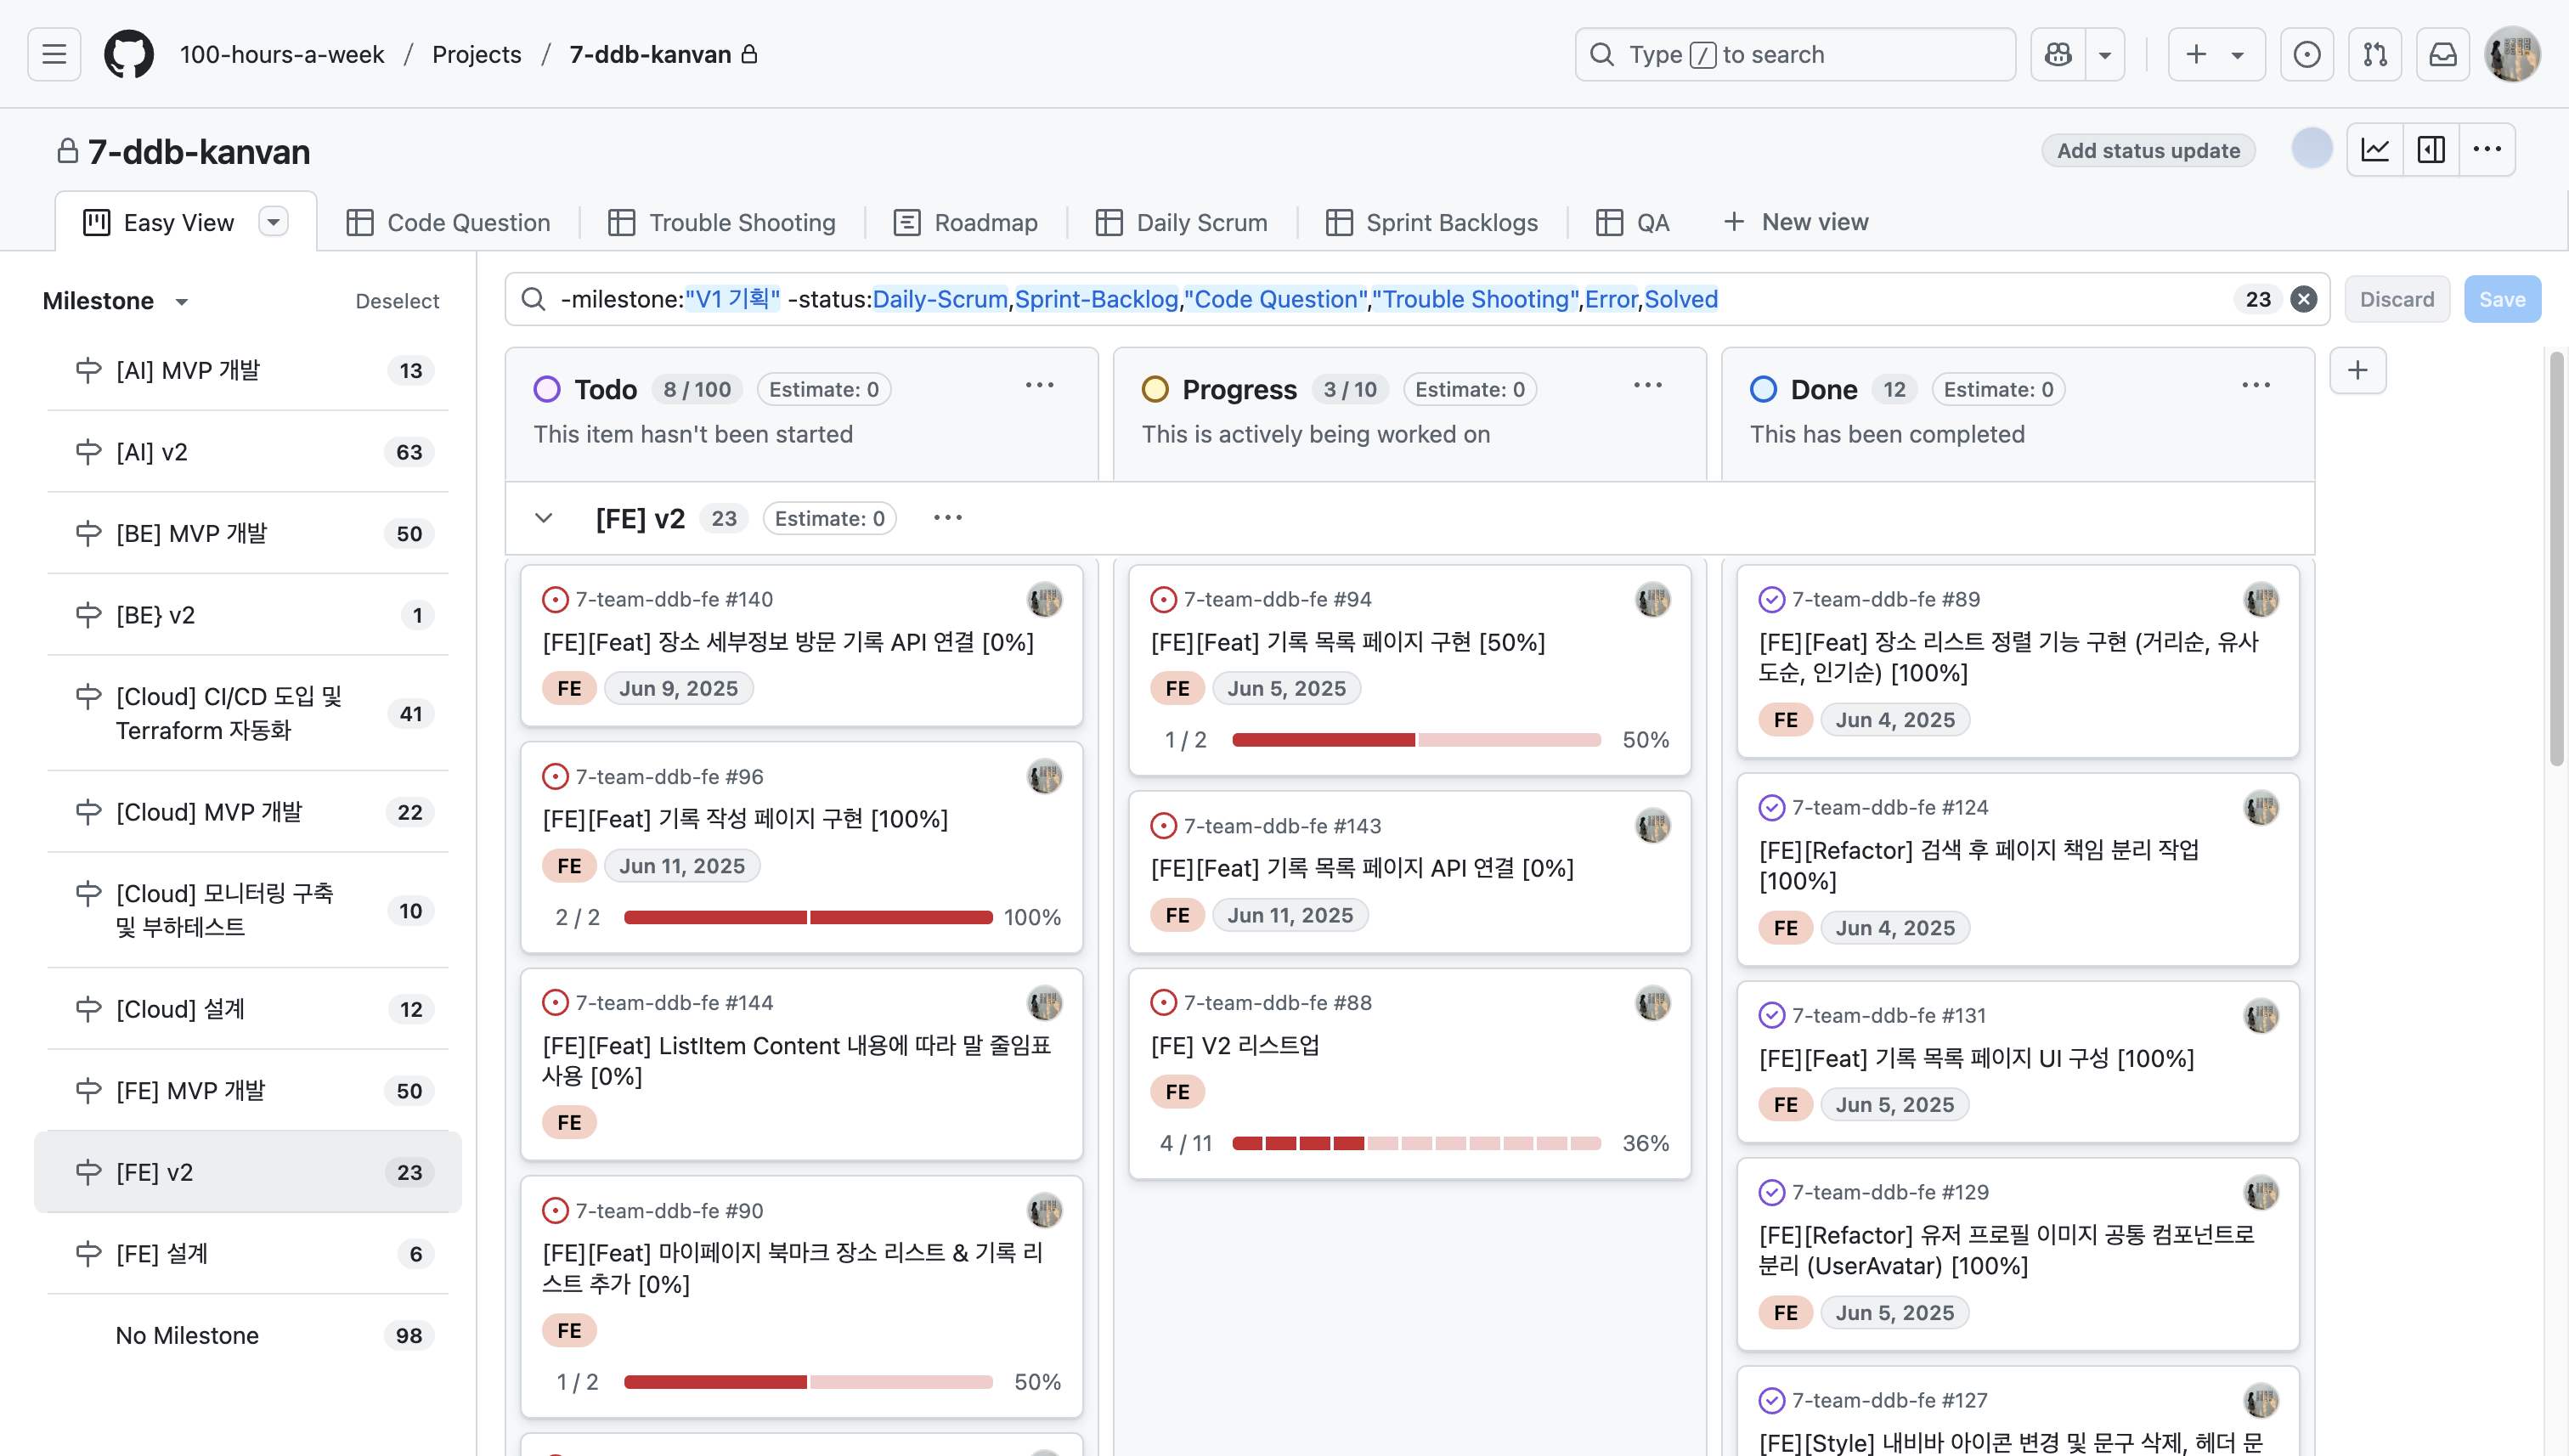 100-hours-a-week / Projects / 7-ddb-kanvan
Type / to search
7-ddb-kanvan
Add status update
Easy View
Code Question
Trouble Shooting
Roadmap
Daily Scrum
Sprint Backlogs
QA
New view
Milestone
Deselect
[AI] MVP 개발 13
[AI] v2 63
[BE] MVP 개발 50
[BE} v2 1
[Cloud] CI/CD 도입 및
Terraform 자동화 41
[Cloud] MVP 개발 22
[Cloud] 모니터링 구축
및 부하테스트 10
[Cloud] 설계 12
[FE] MVP 개발 50
[FE] v2 23
[FE] 설계 6
No Milestone 98
-milestone:"V1 기획" -status:Daily-Scrum,Sprint-Backlog,"Code Question","Trouble Shooting",Error,Solved
23
Discard
Save
Todo 8 / 100 Estimate: 0
This item hasn't been started
Progress 3 / 10 Estimate: 0
This is actively being worked on
Done 12 Estimate: 0
This has been completed
[FE] v2 23 Estimate: 0
7-team-ddb-fe #140
[FE][Feat] 장소 세부정보 방문 기록 API 연결 [0%]
FE Jun 9, 2025
7-team-ddb-fe #96
[FE][Feat] 기록 작성 페이지 구현 [100%]
FE Jun 11, 2025
2 / 2 100%
7-team-ddb-fe #144
[FE][Feat] ListItem Content 내용에 따라 말 줄임표
사용 [0%]
FE
7-team-ddb-fe #90
[FE][Feat] 마이페이지 북마크 장소 리스트 & 기록 리
스트 추가 [0%]
FE
1 / 2 50%
7-team-ddb-fe #94
[FE][Feat] 기록 목록 페이지 구현 [50%]
FE Jun 5, 2025
1 / 2 50%
7-team-ddb-fe #143
[FE][Feat] 기록 목록 페이지 API 연결 [0%]
FE Jun 11, 2025
7-team-ddb-fe #88
[FE] V2 리스트업
FE
4 / 11 36%
7-team-ddb-fe #89
[FE][Feat] 장소 리스트 정렬 기능 구현 (거리순, 유사
도순, 인기순) [100%]
FE Jun 4, 2025
7-team-ddb-fe #124
[FE][Refactor] 검색 후 페이지 책임 분리 작업
[100%]
FE Jun 4, 2025
7-team-ddb-fe #131
[FE][Feat] 기록 목록 페이지 UI 구성 [100%]
FE Jun 5, 2025
7-team-ddb-fe #129
[FE][Refactor] 유저 프로필 이미지 공통 컴포넌트로
분리 (UserAvatar) [100%]
FE Jun 5, 2025
7-team-ddb-fe #127
[FE][Style] 내비바 아이콘 변경 및 문구 삭제, 헤더 문